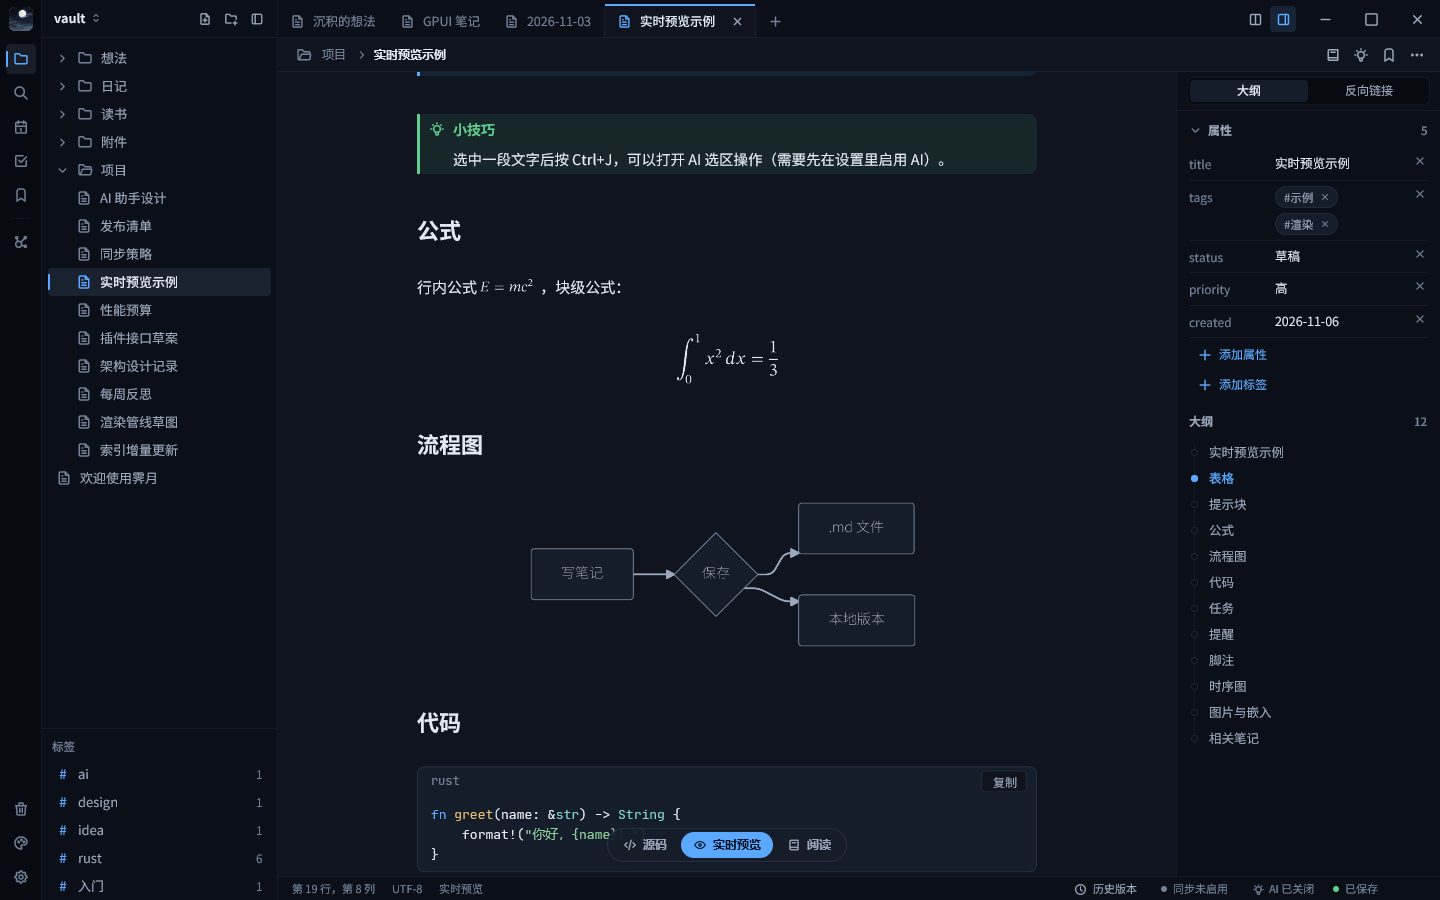 vault
沉积的想法
GPUI 笔记
2026-11-03
实时预览示例
项目
实时预览示例
想法
日记
读书
附件
项目
AI 助手设计
发布清单
同步策略
实时预览示例
性能预算
插件接口草案
架构设计记录
每周反思
渲染管线草图
索引增量更新
欢迎使用霁月
标签
# ai 1
# design 1
# idea 1
# rust 6
# 入门 1
小技巧
选中一段文字后按 Ctrl+J，可以打开 AI 选区操作（需要先在设置里启用 AI）。
公式
行内公式 E = mc² ，块级公式：
∫₀¹ x² dx = 1/3
流程图
写笔记
保存
.md 文件
本地版本
代码
rust
复制
fn greet(name: &str) -> String {
format!("你好，{name}
}
源码
实时预览
阅读
大纲
反向链接
属性 5
title 实时预览示例
tags #示例
#渲染
status 草稿
priority 高
created 2026-11-06
添加属性
添加标签
大纲 12
实时预览示例
表格
提示块
公式
流程图
代码
任务
提醒
脚注
时序图
图片与嵌入
相关笔记
第 19 行，第 8 列 UTF-8 实时预览
历史版本 同步未启用 AI 已关闭 已保存